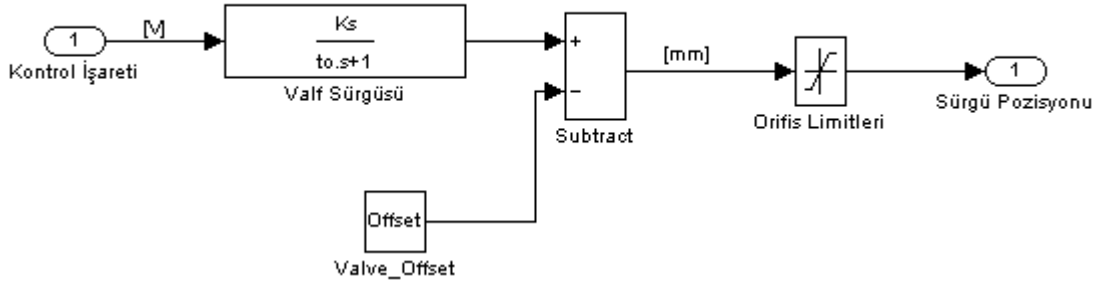 1
Kontrol İşareti
[V]
Ks
to.s+1
Valf Sürgüsü
+
−
Subtract
Offset
Valve_Offset
[mm]
Orifis Limitleri
1
Sürgü Pozisyonu